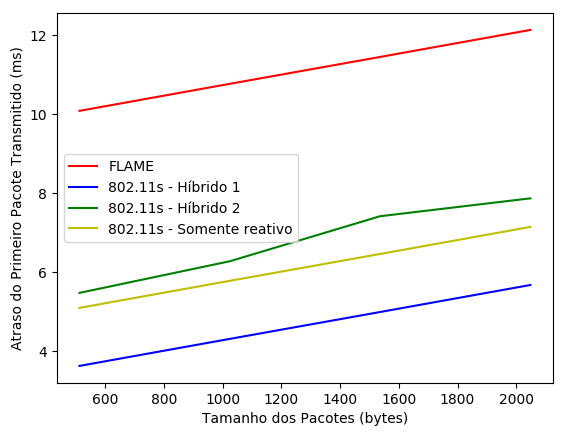 12
10
8
6
4
Atraso do Primeiro Pacote Transmitido (ms)
FLAME
802.11s - Híbrido 1
802.11s - Híbrido 2
802.11s - Somente reativo
600 800 1000 1200 1400 1600 1800 2000
Tamanho dos Pacotes (bytes)